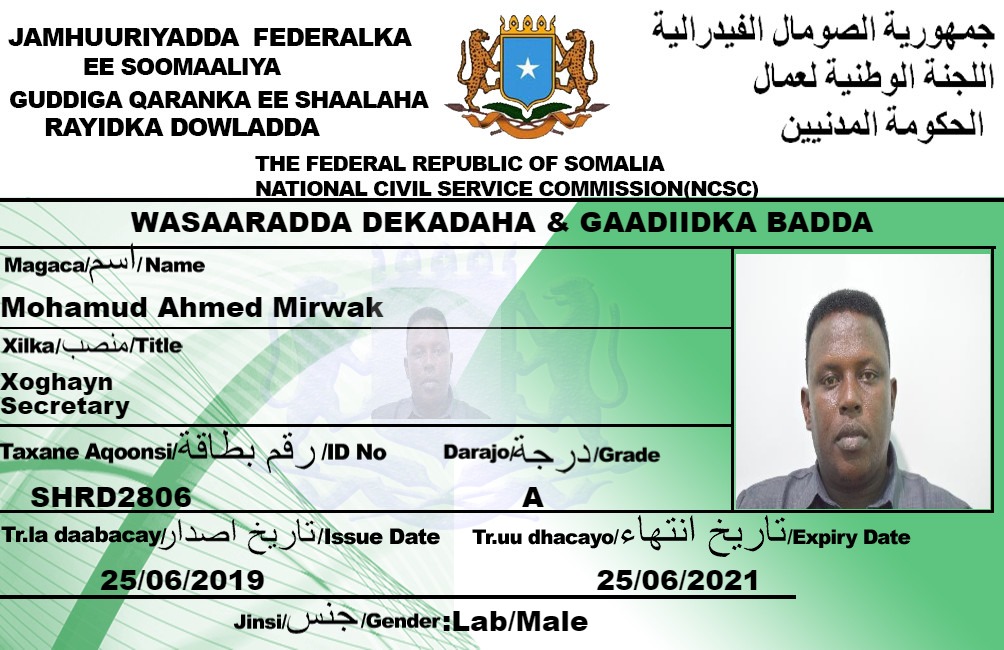 JAMHUURIYADDA FEDERALKA
EE SOOMAALIYA
GUDDIGA QARANKA EE SHAALAHA
RAYIDKA DOWLADDA
جمهورية الصومال الفيدرالية
اللجنة الوطنية لعمال
الحكومة المدنيين
THE FEDERAL REPUBLIC OF SOMALIA
NATIONAL CIVIL SERVICE COMMISSION(NCSC)
WASAARADDA DEKADAHA & GAADIIDKA BADDA
Magaca/اسم/Name
Mohamud Ahmed Mirwak
Xilka/منصب/Title
Xoghayn
Secretary
Taxane Aqoonsi/رقم بطاقة/ID No
Darajo/درجة/Grade
SHRD2806
A
Tr.la daabacay/تاريخ اصدار/Issue Date
Tr.uu dhacayo/تاريخ انتهاء/Expiry Date
25/06/2019
25/06/2021
Jinsi/جنس/Gender:Lab/Male